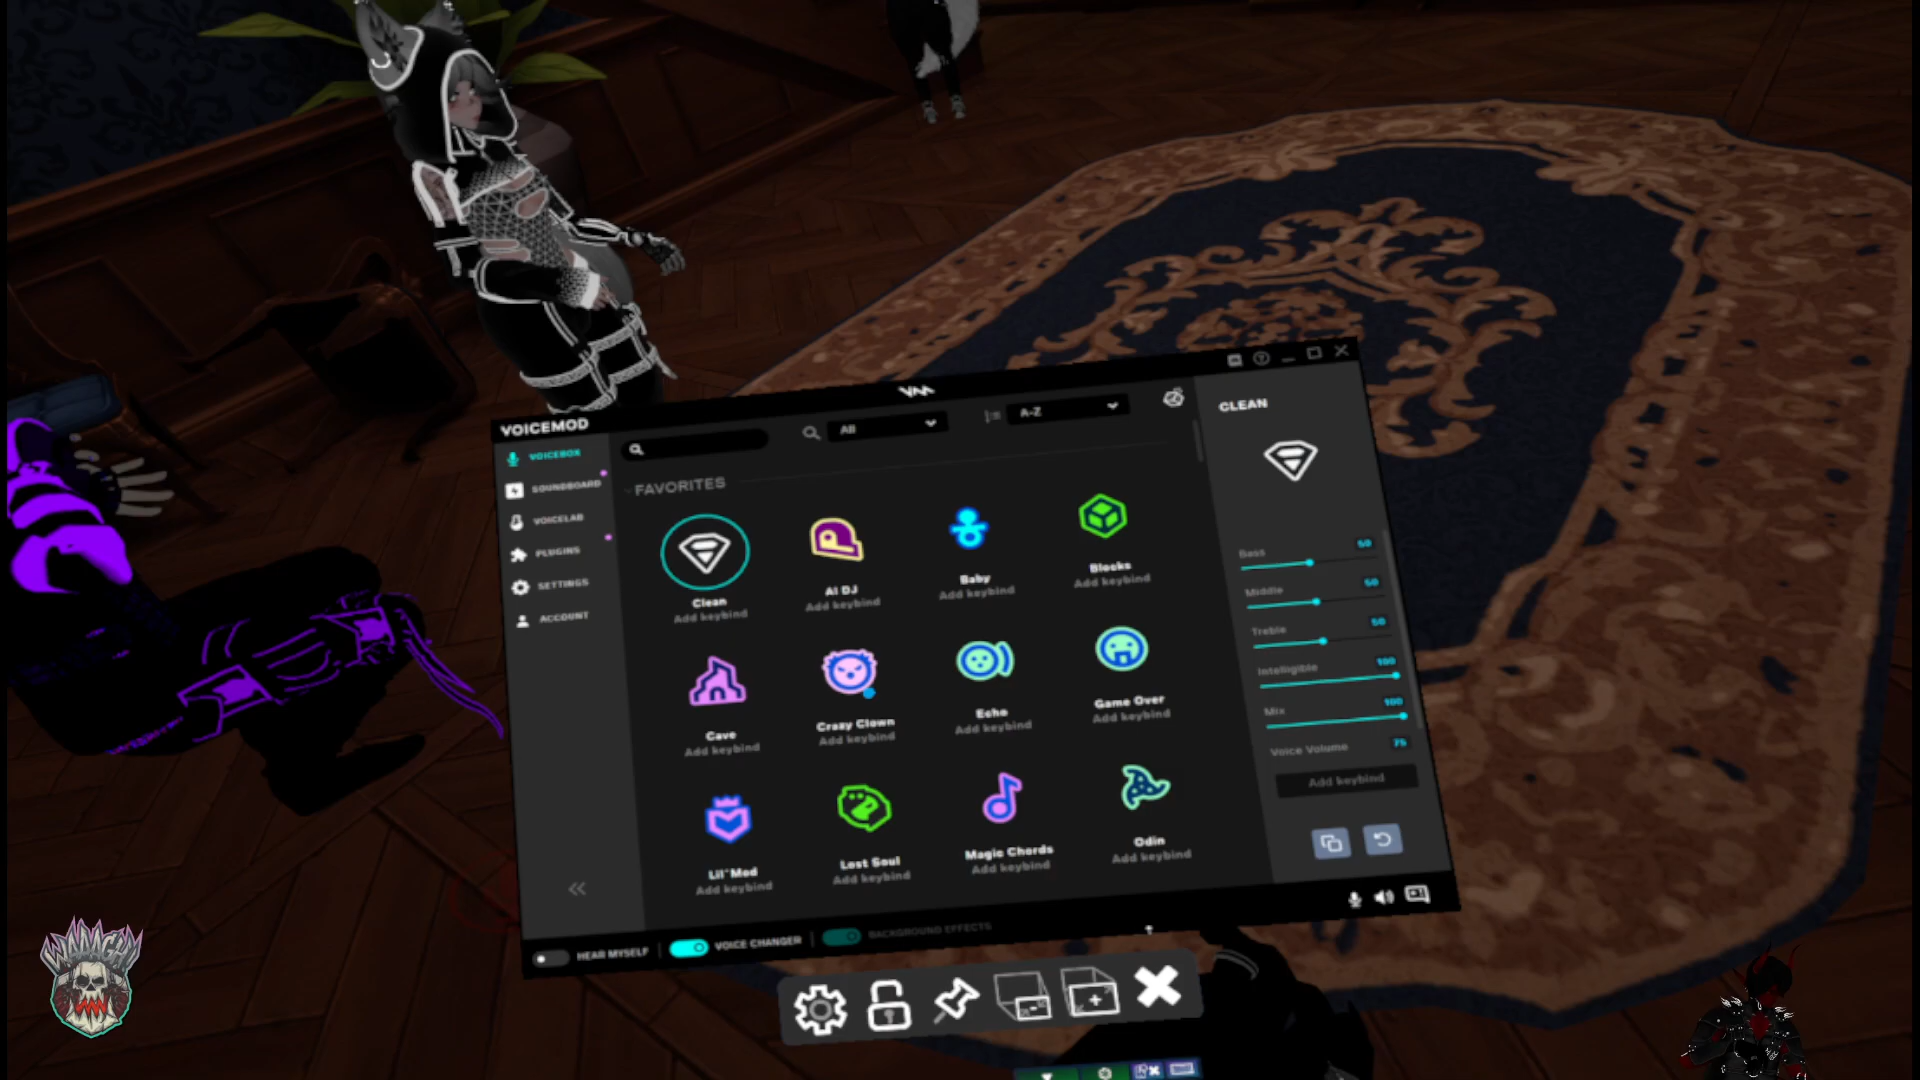 VOICEMOD
VOICEBOX
SOUNDBOARD
VOICELAB
PLUGINS
SETTINGS
ACCOUNT
All
A-Z
FAVORITES
Clean
Add keybind
AI DJ
Add keybind
Baby
Add keybind
Blocks
Add keybind
Cave
Add keybind
Crazy Clown
Add keybind
Echo
Add keybind
Game Over
Add keybind
Lil' Mod
Add keybind
Lost Soul
Add keybind
Magic Chords
Add keybind
Odin
Add keybind
CLEAN
Bass 50
Middle 50
Treble 50
Intelligible 100
Mix 100
Voice Volume 75
Add keybind
HEAR MYSELF
VOICE CHANGER
BACKGROUND EFFECTS